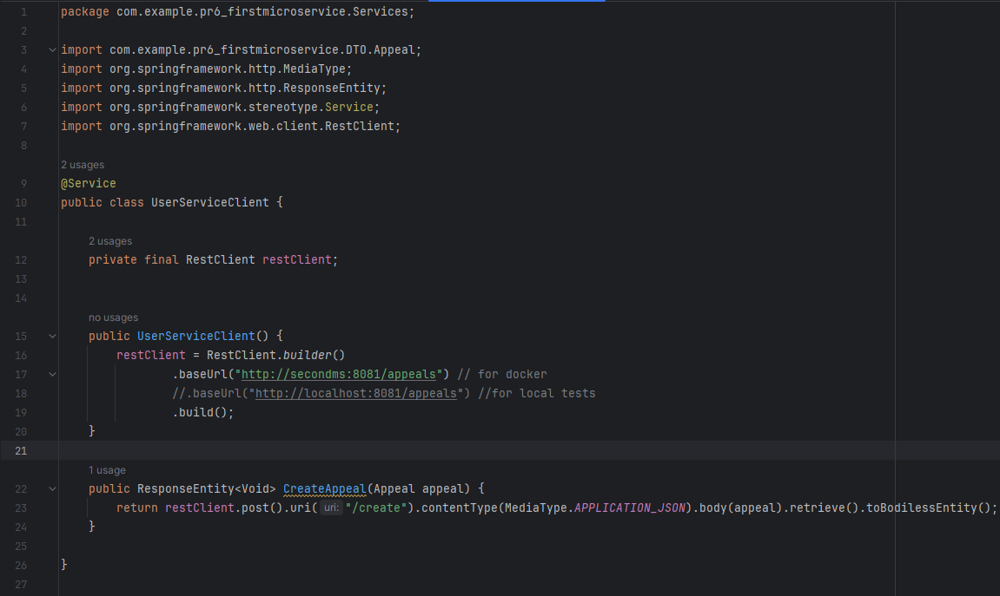 1 package com.example.pr6_firstmicroservice.Services;
2
3 import com.example.pr6_firstmicroservice.DTO.Appeal;
4 import org.springframework.http.MediaType;
5 import org.springframework.http.ResponseEntity;
6 import org.springframework.stereotype.Service;
7 import org.springframework.web.client.RestClient;
8
2 usages
9 @Service
10 public class UserServiceClient {
11
2 usages
12 private final RestClient restClient;
13
14
no usages
15 public UserServiceClient() {
16 restClient = RestClient.builder()
17 .baseUrl("http://secondms:8081/appeals") // for docker
18 //.baseUrl("http://localhost:8081/appeals") //for local tests
19 .build();
20 }
21
1 usage
22 public ResponseEntity<Void> CreateAppeal(Appeal appeal) {
23 return restClient.post().uri( uri: "/create").contentType(MediaType.APPLICATION_JSON).body(appeal).retrieve().toBodilessEntity();
24 }
25
26 }
27